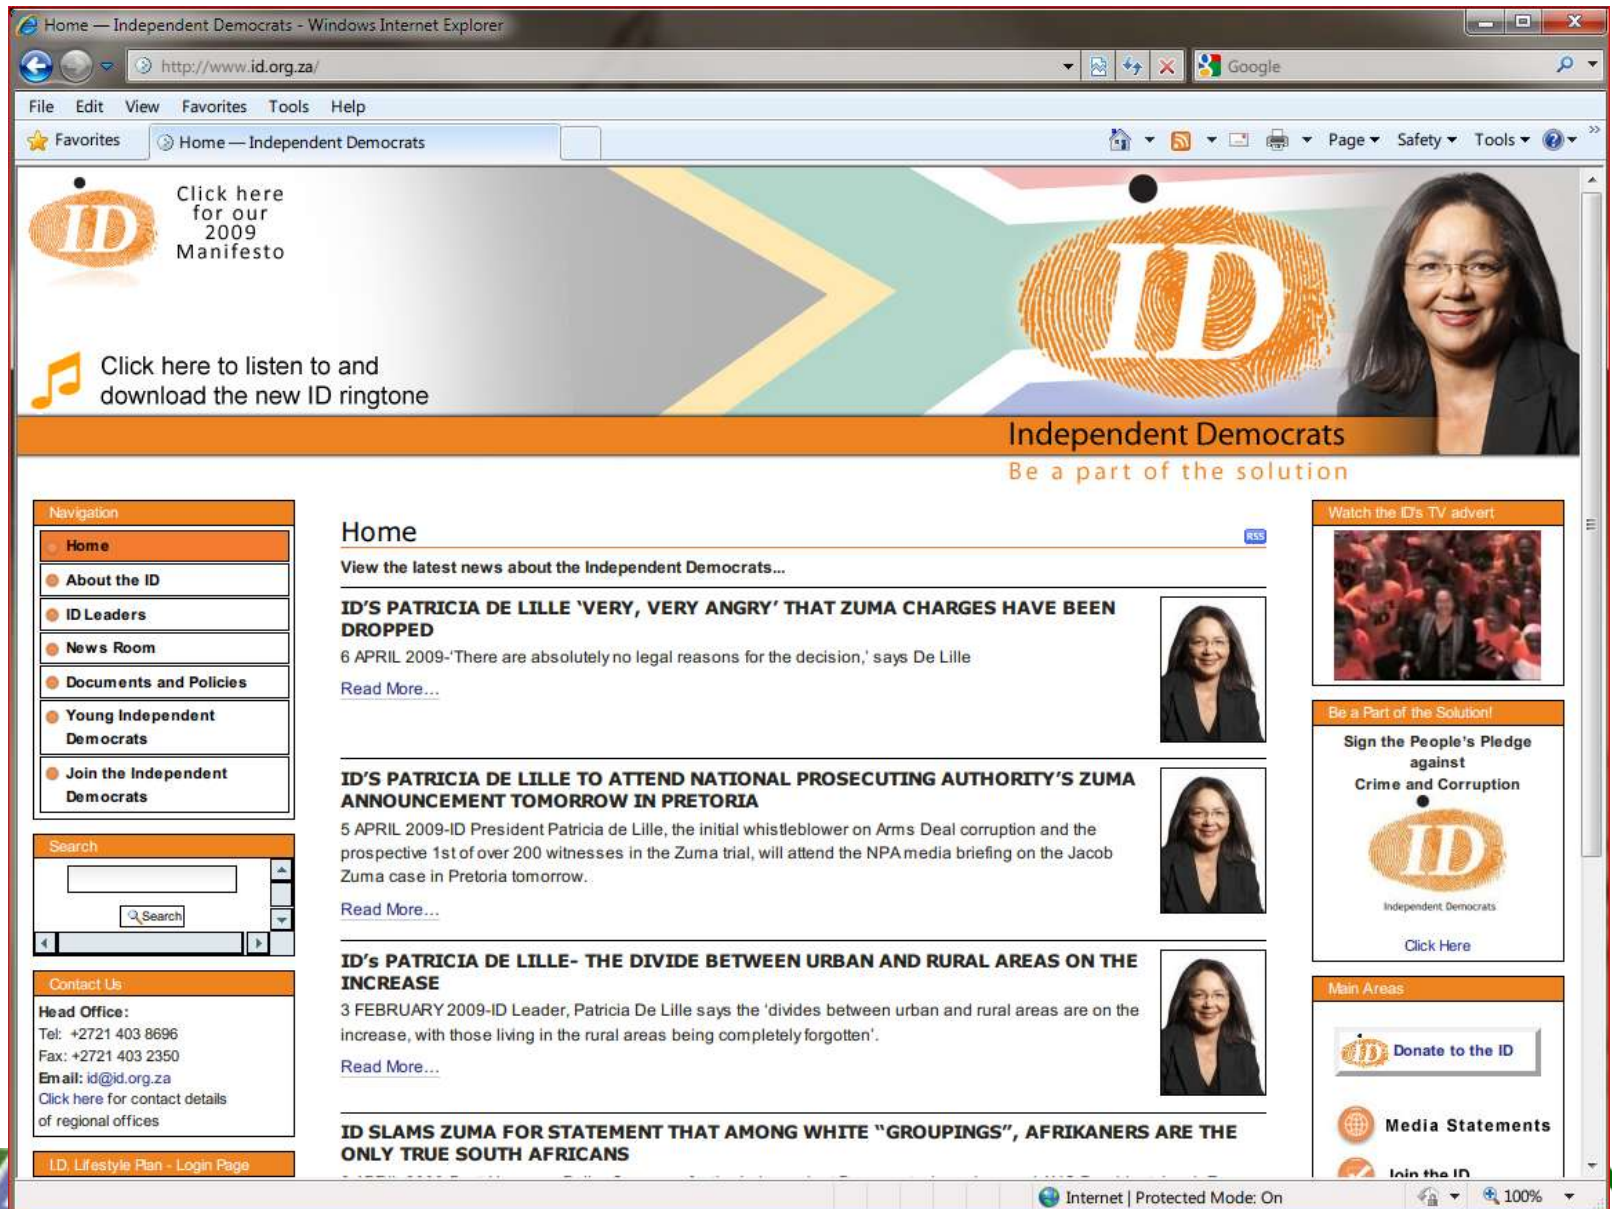 Home — Independent Democrats - Windows Internet Explorer
http://www.id.org.za/
Google
File Edit View Favorites Tools Help
Favorites
Home — Independent Democrats
Page Safety Tools
ID
Click here
for our
2009
Manifesto
Click here to listen to and
download the new ID ringtone
ID
Independent Democrats
Be a part of the solution
Navigation
Home
About the ID
ID Leaders
News Room
Documents and Policies
Young Independent
Democrats
Join the Independent
Democrats
Search
Search
Contact Us
Head Office:
Tel: +2721 403 8696
Fax: +2721 403 2350
Email: id@id.org.za
Click here for contact details
of regional offices
I.D. Lifestyle Plan - Login Page
Home
RSS
View the latest news about the Independent Democrats...
ID'S PATRICIA DE LILLE ‘VERY, VERY ANGRY’ THAT ZUMA CHARGES HAVE BEEN
DROPPED
6 APRIL 2009-‘There are absolutely no legal reasons for the decision,’ says De Lille
Read More…
ID’S PATRICIA DE LILLE TO ATTEND NATIONAL PROSECUTING AUTHORITY’S ZUMA
ANNOUNCEMENT TOMORROW IN PRETORIA
5 APRIL 2009-ID President Patricia de Lille, the initial whistleblower on Arms Deal corruption and the
prospective 1st of over 200 witnesses in the Zuma trial, will attend the NPA media briefing on the Jacob
Zuma case in Pretoria tomorrow.
Read More…
ID’s PATRICIA DE LILLE- THE DIVIDE BETWEEN URBAN AND RURAL AREAS ON THE
INCREASE
3 FEBRUARY 2009-ID Leader, Patricia De Lille says the ‘divides between urban and rural areas are on the
increase, with those living in the rural areas being completely forgotten’.
Read More…
ID SLAMS ZUMA FOR STATEMENT THAT AMONG WHITE “GROUPINGS”, AFRIKANERS ARE THE
ONLY TRUE SOUTH AFRICANS
Watch the ID's TV advert
Be a Part of the Solution!
Sign the People's Pledge
against
Crime and Corruption
ID
Independent Democrats
Click Here
Main Areas
ID Donate to the ID
Media Statements
Join the ID
Internet | Protected Mode: On
100%